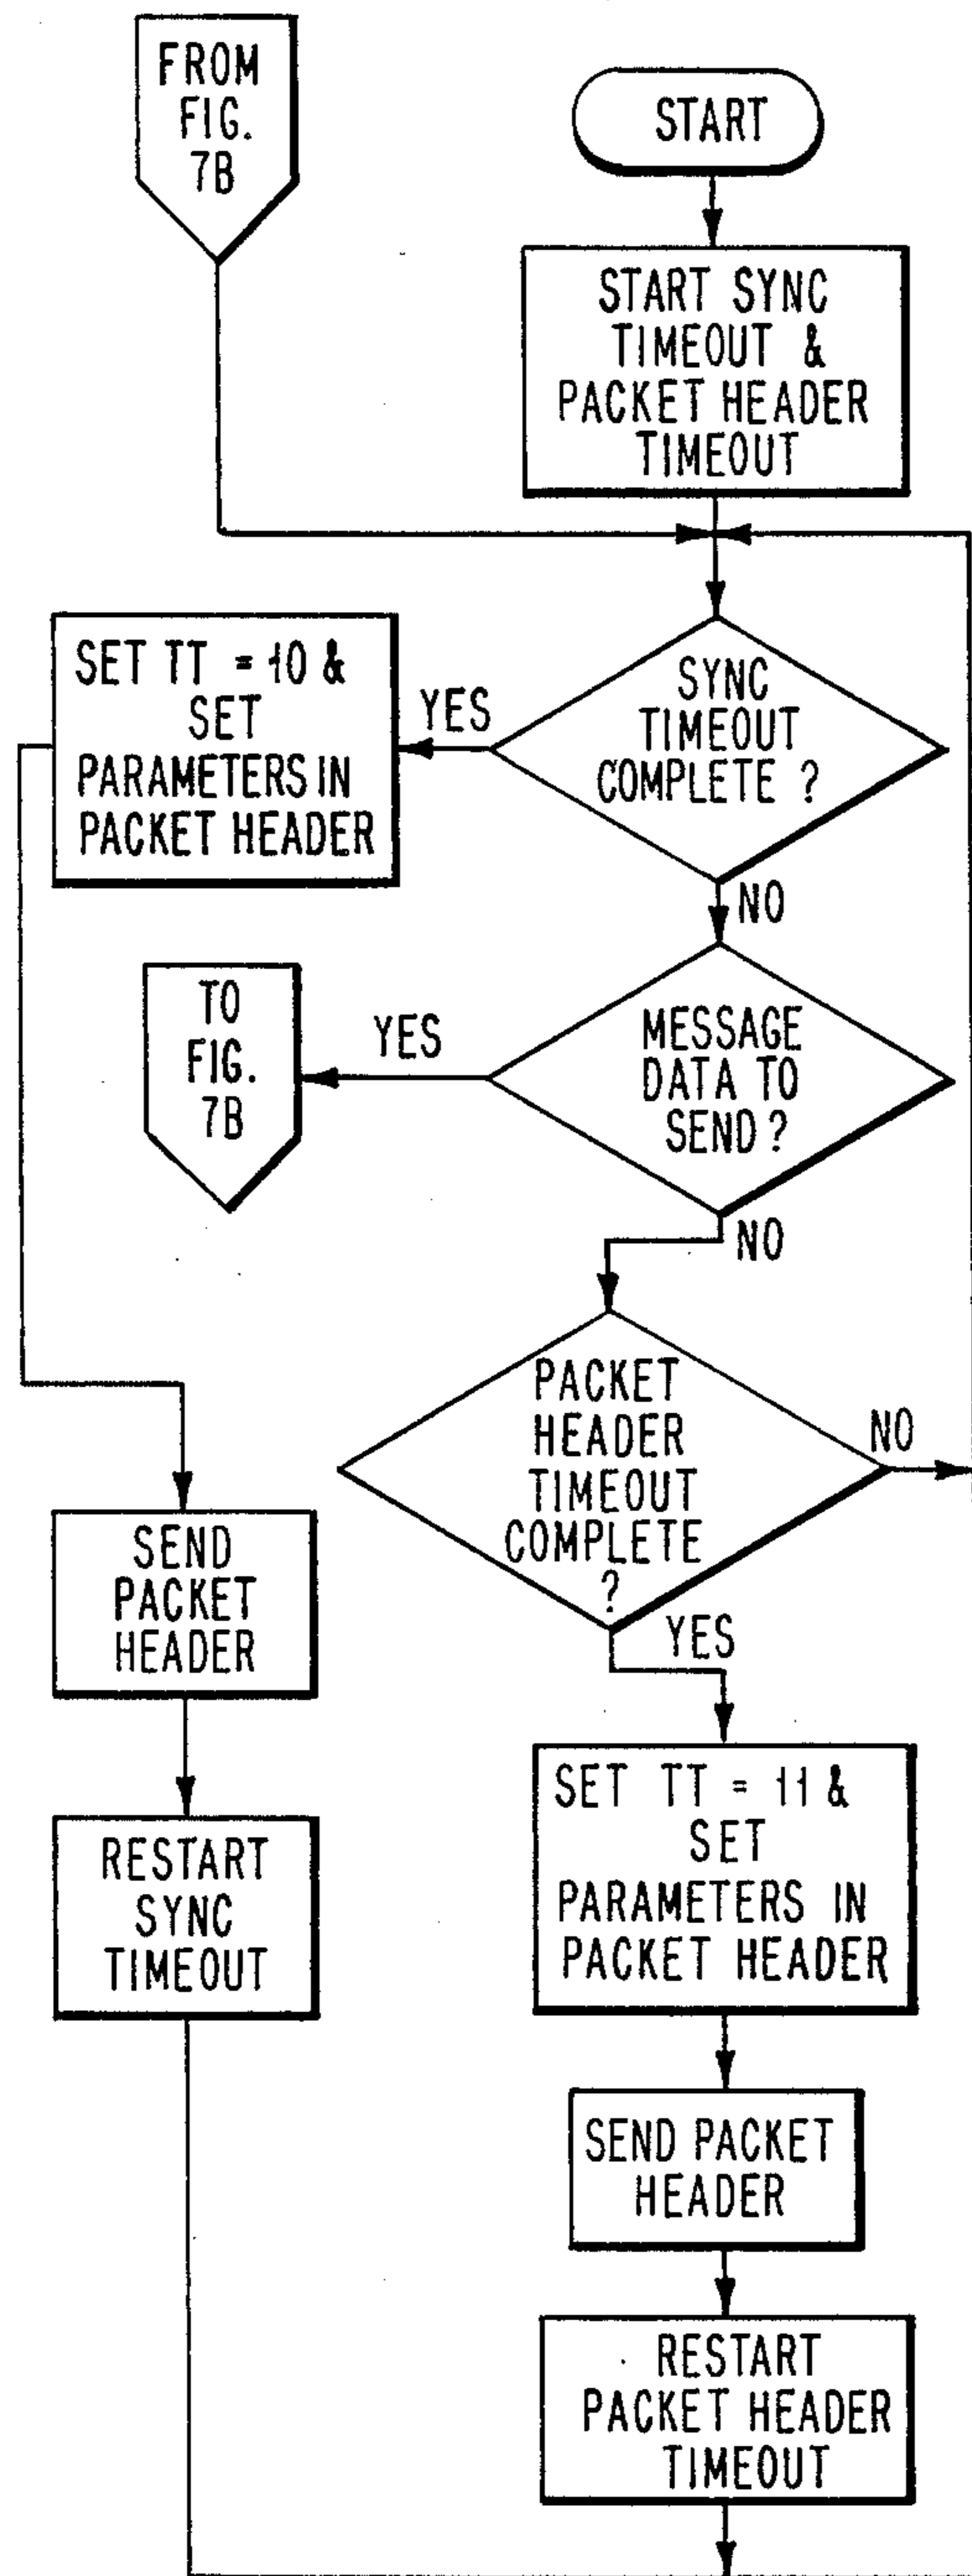 FROM
FIG.
7B
START
START SYNC
TIMEOUT &
PACKET HEADER
TIMEOUT
SYNC
TIMEOUT
COMPLETE ?
YES
SET TT = 10 &
SET
PARAMETERS IN
PACKET HEADER
NO
MESSAGE
DATA TO
SEND ?
YES
TO
FIG.
7B
NO
PACKET
HEADER
TIMEOUT
COMPLETE
?
NO
YES
SEND
PACKET
HEADER
RESTART
SYNC
TIMEOUT
SET TT = 11 &
SET
PARAMETERS IN
PACKET HEADER
SEND PACKET
HEADER
RESTART
PACKET HEADER
TIMEOUT